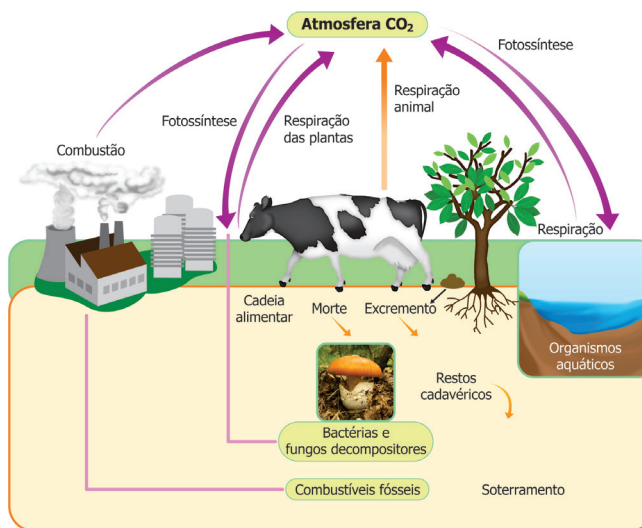 Atmosfera CO₂
Fotossíntese
Respiração
animal
Fotossíntese
Respiração
das plantas
Combustão
Respiração
Cadeia
alimentar
Morte
Excremento
Organismos
aquáticos
Restos
cadavéricos
Bactérias e
fungos decompositores
Combustíveis fósseis
Soterramento